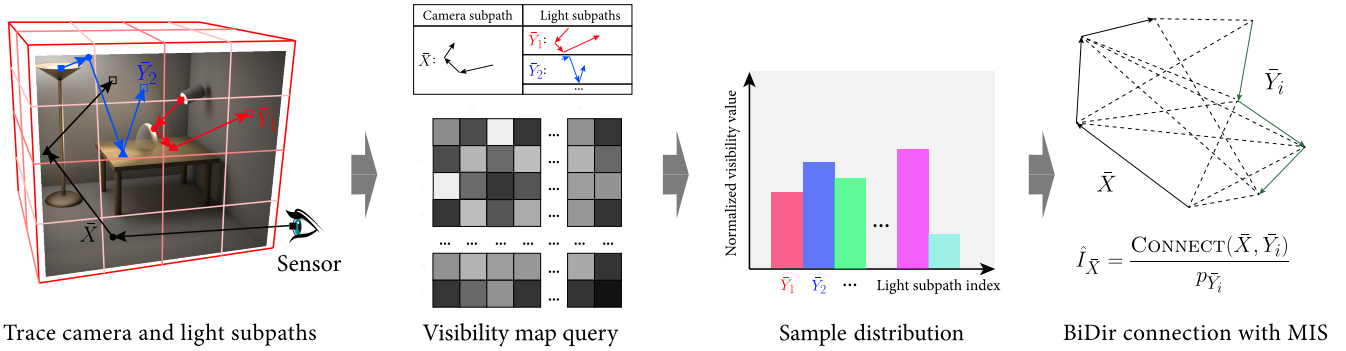 Ȳ₂
Ȳ
X̄
Sensor
Trace camera and light subpaths
Camera subpath
Light subpaths
X̄:
Ȳ₁:
Ȳ₂:
...
...
...
...
...
... ... ... ... ... ...
...
Visibility map query
Normalized visibility value
...
Ȳ₁ Ȳ₂ ... Light subpath index
Sample distribution
Ȳᵢ
X̄
Î_X̄ = CONNECT(X̄, Ȳᵢ) / p_Ȳᵢ
BiDir connection with MIS